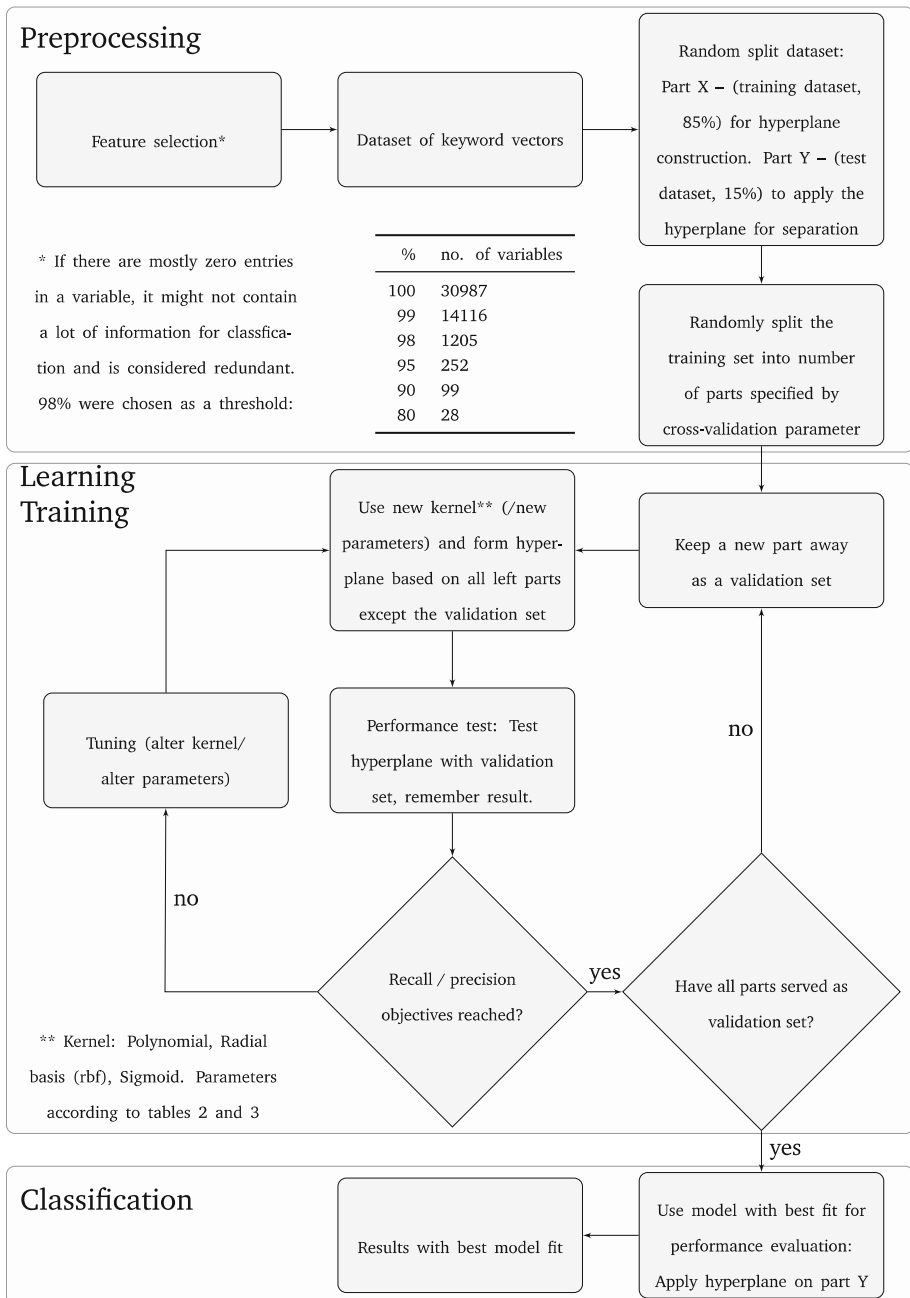 Preprocessing
Feature selection*
Dataset of keyword vectors
Random split dataset:
Part X – (training dataset,
85%) for hyperplane
construction. Part Y – (test
dataset, 15%) to apply the
hyperplane for separation
* If there are mostly zero entries
in a variable, it might not contain
a lot of information for classfica-
tion and is considered redundant.
98% were chosen as a threshold:
% no. of variables
100 30987
99 14116
98 1205
95 252
90 99
80 28
Randomly split the
training set into number
of parts specified by
cross-validation parameter
Learning
Training
Use new kernel** (/new
parameters) and form hyper-
plane based on all left parts
except the validation set
Keep a new part away
as a validation set
Tuning (alter kernel/
alter parameters)
Performance test: Test
hyperplane with validation
set, remember result.
no
no
Recall / precision
objectives reached?
yes
Have all parts served as
validation set?
** Kernel: Polynomial, Radial
basis (rbf), Sigmoid. Parameters
according to tables 2 and 3
yes
Classification
Results with best model fit
Use model with best fit for
performance evaluation:
Apply hyperplane on part Y